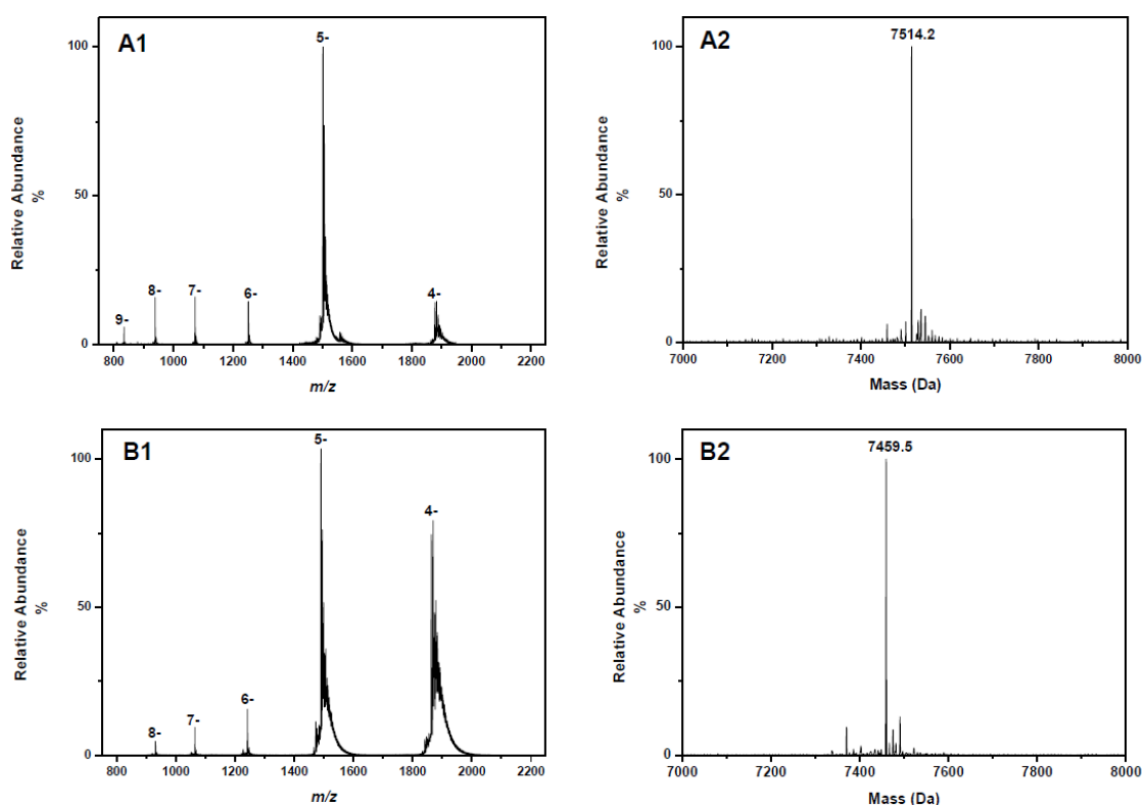 A1
5-
100
50
0
9-
8-
7-
6-
4-
800 1000 1200 1400 1600 1800 2000 2200
m/z
Relative Abundance
%
A2
7514.2
100
50
0
7000 7200 7400 7600 7800 8000
Mass (Da)
Relative Abundance
%
B1
5-
100
50
0
8-
7-
6-
4-
800 1000 1200 1400 1600 1800 2000 2200
m/z
Relative Abundance
%
B2
7459.5
100
50
0
7000 7200 7400 7600 7800 8000
Mass (Da)
Relative Abundance
%